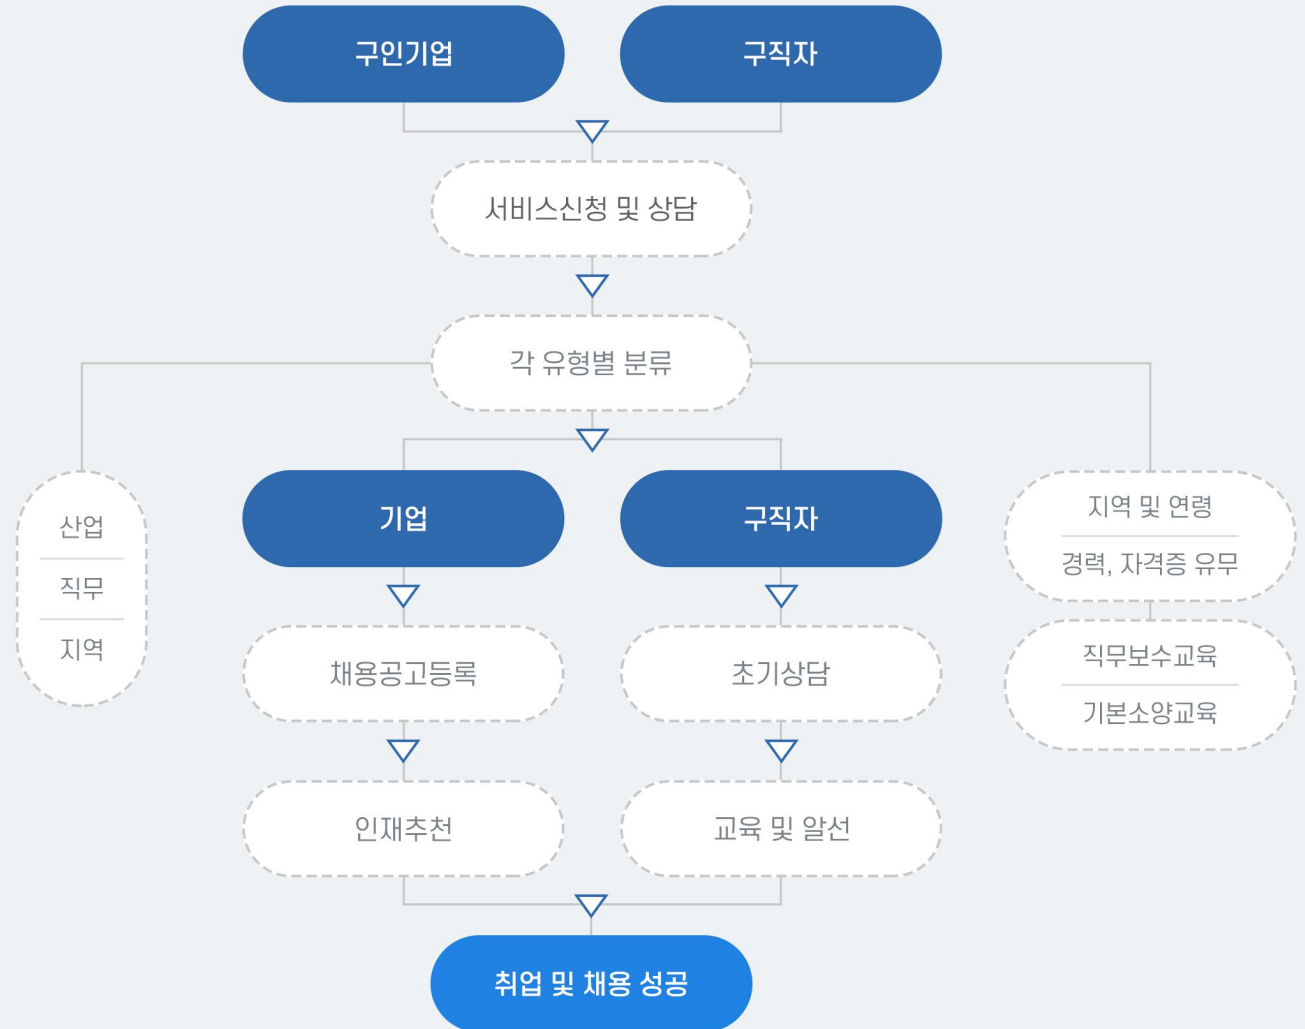 구인기업
구직자
서비스신청 및 상담
각 유형별 분류
산업
직무
지역
기업
구직자
지역 및 연령
경력, 자격증 유무
채용공고등록
초기상담
직무보수교육
기본소양교육
인재추천
교육 및 알선
취업 및 채용 성공